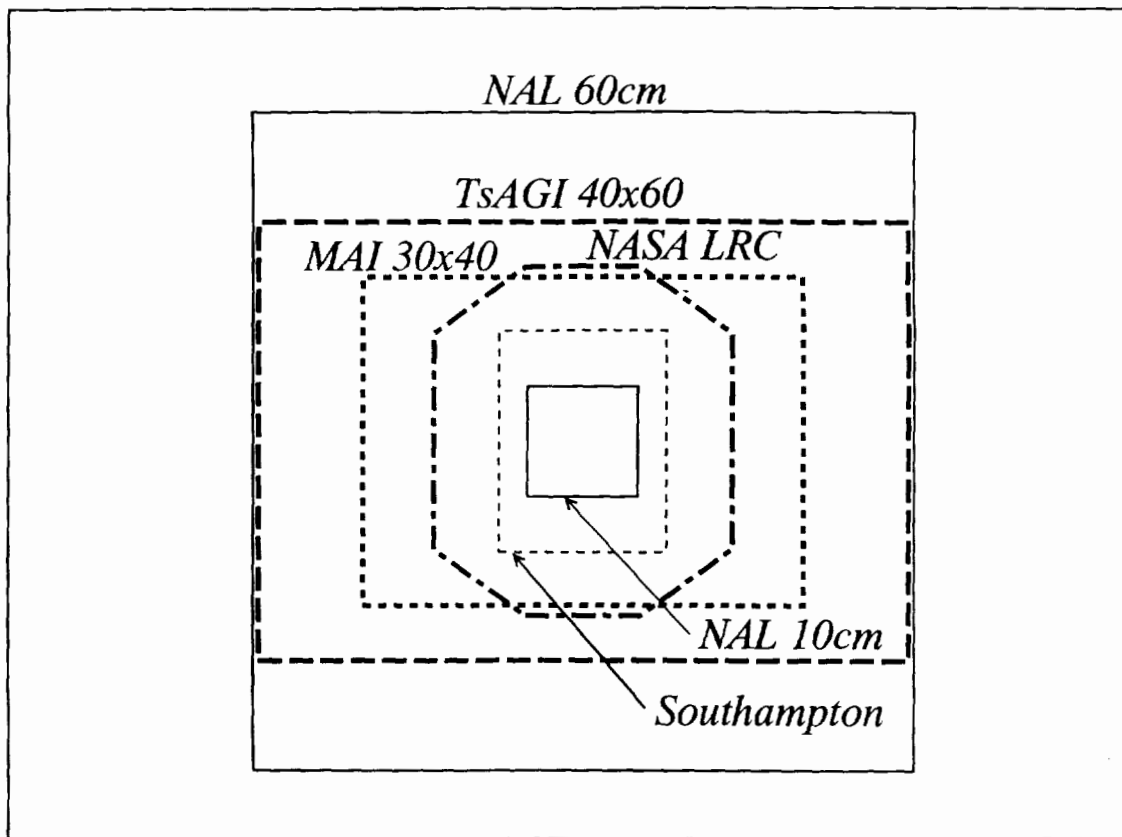 NAL 60cm
TsAGI 40x60
MAI 30x40
NASA LRC
NAL 10cm
Southampton